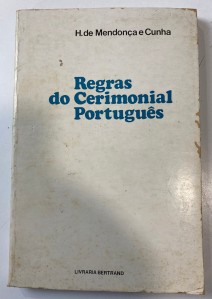 H. de Mendonça e Cunha
Regras
do Cerimonial
Português
LIVRARIA BERTRAND